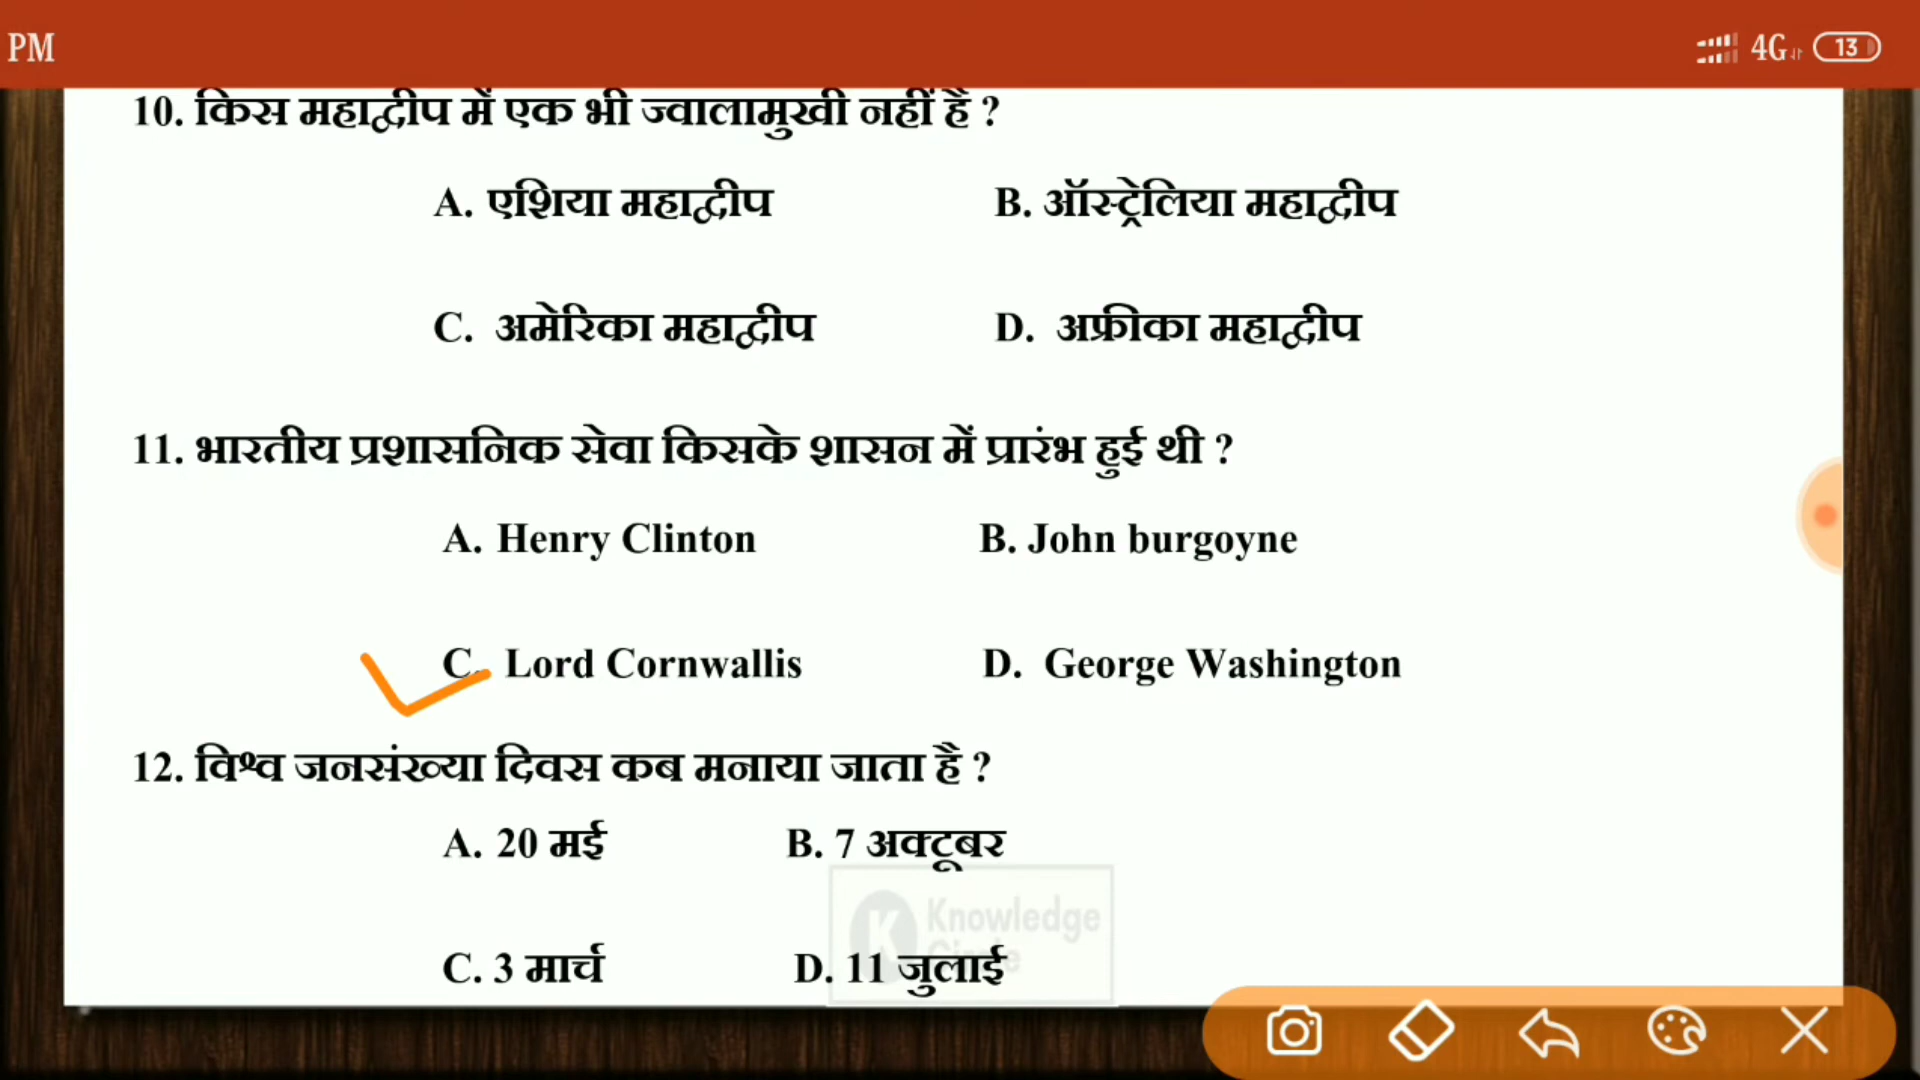 PM 4G 13
10. किस महाद्वीप में एक भी ज्वालामुखी नहीं है ?
A. एशिया महाद्वीप B. ऑस्ट्रेलिया महाद्वीप
C. अमेरिका महाद्वीप D. अफ्रीका महाद्वीप
11. भारतीय प्रशासनिक सेवा किसके शासन में प्रारंभ हुई थी ?
A. Henry Clinton B. John burgoyne
C. Lord Cornwallis D. George Washington
12. विश्व जनसंख्या दिवस कब मनाया जाता है ?
A. 20 मई B. 7 अक्टूबर
K Knowledge
Circle
C. 3 मार्च D. 11 जुलाई